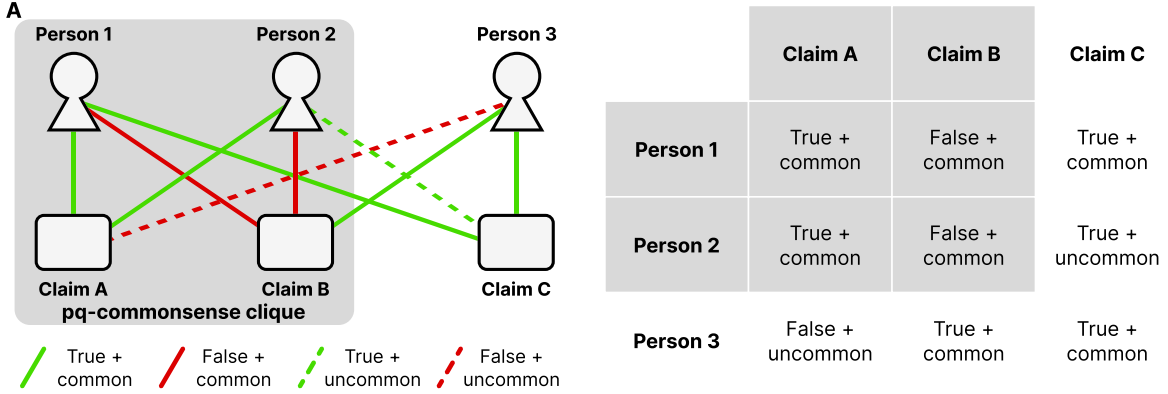 A
Person 1
Person 2
Person 3
Claim A
Claim B
Claim C
pq-commonsense clique
True +
common
False +
common
True +
uncommon
False +
uncommon
Claim A
Claim B
Claim C
Person 1
True +
common
False +
common
True +
common
Person 2
True +
common
False +
common
True +
uncommon
Person 3
False +
uncommon
True +
common
True +
common